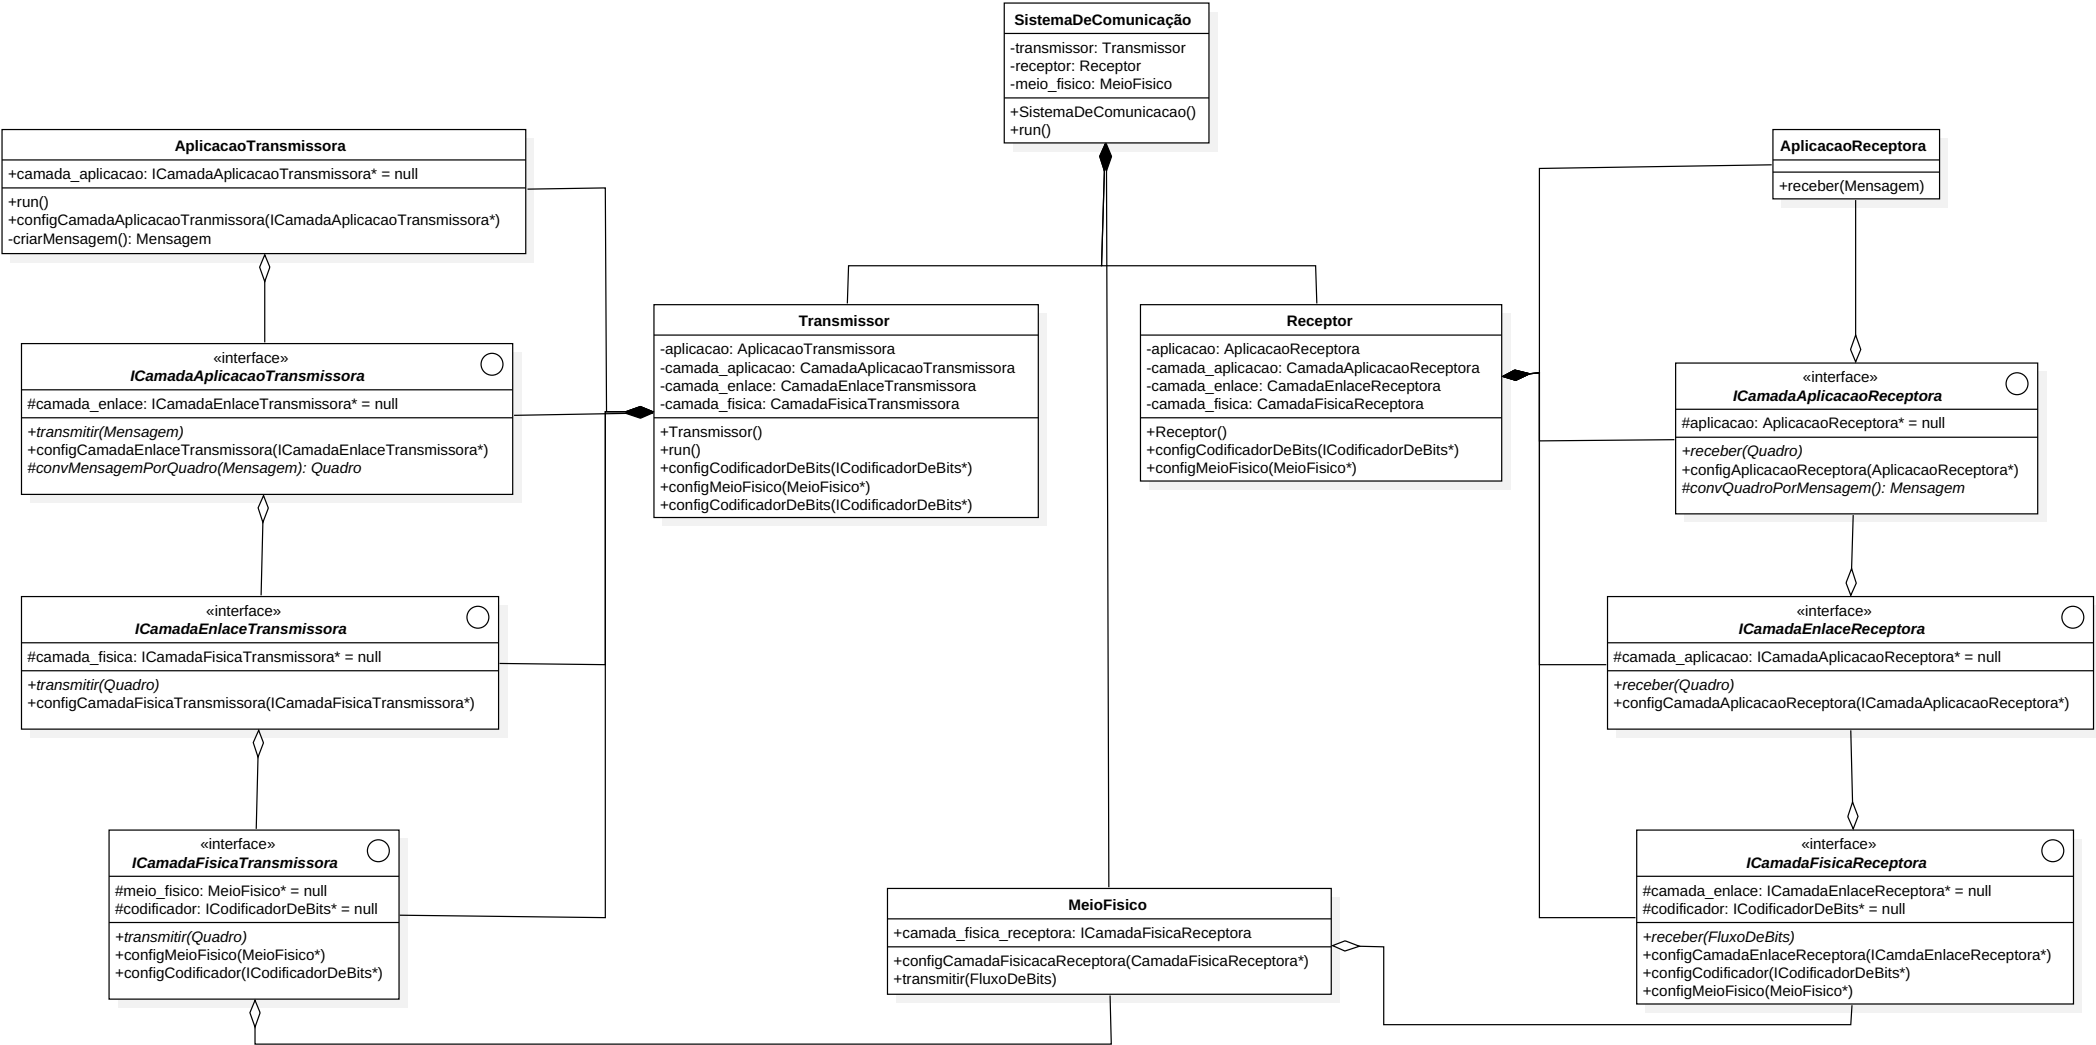 SistemaDeComunicação
-transmissor: Transmissor
-receptor: Receptor
-meio_fisico: MeioFisico
+SistemaDeComunicacao()
+run()
AplicacaoTransmissora
+camada_aplicacao: ICamadaAplicacaoTransmissora* = null
+run()
+configCamadaAplicacaoTranmissora(ICamadaAplicacaoTransmissora*)
-criarMensagem(): Mensagem
AplicacaoReceptora
+receber(Mensagem)
Transmissor
-aplicacao: AplicacaoTransmissora
-camada_aplicacao: CamadaAplicacaoTransmissora
-camada_enlace: CamadaEnlaceTransmissora
-camada_fisica: CamadaFisicaTransmissora
+Transmissor()
+run()
+configCodificadorDeBits(ICodificadorDeBits*)
+configMeioFisico(MeioFisico*)
+configCodificadorDeBits(ICodificadorDeBits*)
Receptor
-aplicacao: AplicacaoReceptora
-camada_aplicacao: CamadaAplicacaoReceptora
-camada_enlace: CamadaEnlaceReceptora
-camada_fisica: CamadaFisicaReceptora
+Receptor()
+configCodificadorDeBits(ICodificadorDeBits*)
+configMeioFisico(MeioFisico*)
«interface»
ICamadaAplicacaoTransmissora
#camada_enlace: ICamadaEnlaceTransmissora* = null
+transmitir(Mensagem)
+configCamadaEnlaceTransmissora(ICamadaEnlaceTransmissora*)
#convMensagemPorQuadro(Mensagem): Quadro
«interface»
ICamadaAplicacaoReceptora
#aplicacao: AplicacaoReceptora* = null
+receber(Quadro)
+configAplicacaoReceptora(AplicacaoReceptora*)
#convQuadroPorMensagem(): Mensagem
«interface»
ICamadaEnlaceTransmissora
#camada_fisica: ICamadaFisicaTransmissora* = null
+transmitir(Quadro)
+configCamadaFisicaTransmissora(ICamadaFisicaTransmissora*)
«interface»
ICamadaEnlaceReceptora
#camada_aplicacao: ICamadaAplicacaoReceptora* = null
+receber(Quadro)
+configCamadaAplicacaoReceptora(ICamadaAplicacaoReceptora*)
«interface»
ICamadaFisicaTransmissora
#meio_fisico: MeioFisico* = null
#codificador: ICodificadorDeBits* = null
+transmitir(Quadro)
+configMeioFisico(MeioFisico*)
+configCodificador(ICodificadorDeBits*)
MeioFisico
+camada_fisica_receptora: ICamadaFisicaReceptora
+configCamadaFisicacaReceptora(CamadaFisicaReceptora*)
+transmitir(FluxoDeBits)
«interface»
ICamadaFisicaReceptora
#camada_enlace: ICamadaEnlaceReceptora* = null
#codificador: ICodificadorDeBits* = null
+receber(FluxoDeBits)
+configCamadaEnlaceReceptora(ICamdaEnlaceReceptora*)
+configCodificador(ICodificadorDeBits*)
+configMeioFisico(MeioFisico*)